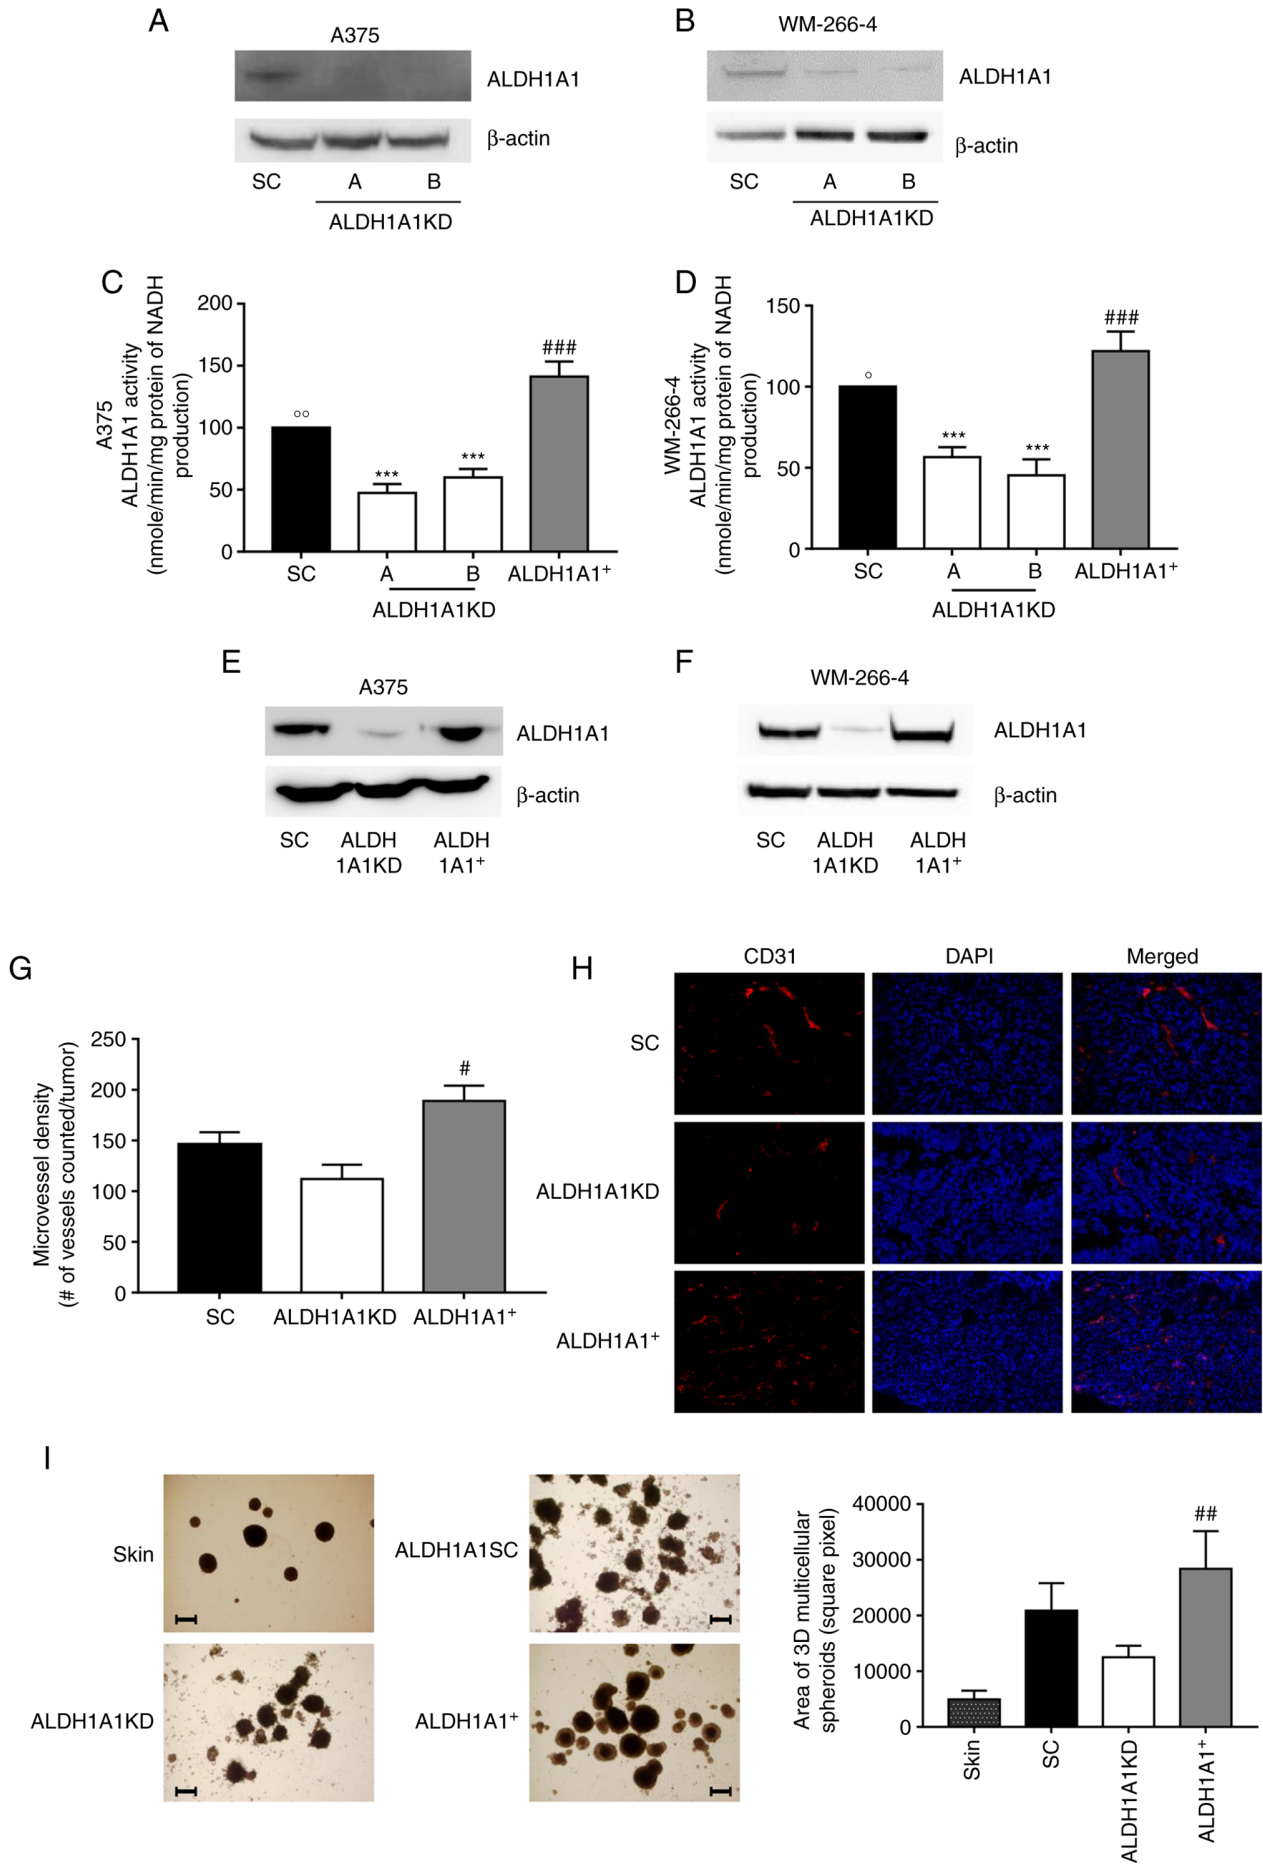 A
A375
ALDH1A1
β-actin
SC
A
B
ALDH1A1KD
B
WM-266-4
ALDH1A1
β-actin
SC
A
B
ALDH1A1KD
C
A375
ALDH1A1 activity
(nmole/min/mg protein of NADH
production)
200
150
100
50
0
°°
***
***
###
SC
A
B
ALDH1A1+
ALDH1A1KD
D
WM-266-4
ALDH1A1 activity
(nmole/min/mg protein of NADH
production)
150
100
50
0
°
***
***
###
SC
A
B
ALDH1A1+
ALDH1A1KD
E
A375
ALDH1A1
β-actin
SC
ALDH
1A1KD
ALDH
1A1+
F
WM-266-4
ALDH1A1
β-actin
SC
ALDH
1A1KD
ALDH
1A1+
G
Microvessel density
(# of vessels counted/tumor)
250
200
150
100
50
0
#
SC
ALDH1A1KD
ALDH1A1+
H
CD31
DAPI
Merged
SC
ALDH1A1KD
ALDH1A1+
I
Skin
ALDH1A1SC
ALDH1A1KD
ALDH1A1+
Area of 3D multicellular
spheroids (square pixel)
40000
30000
20000
10000
0
##
Skin
SC
ALDH1A1KD
ALDH1A1+